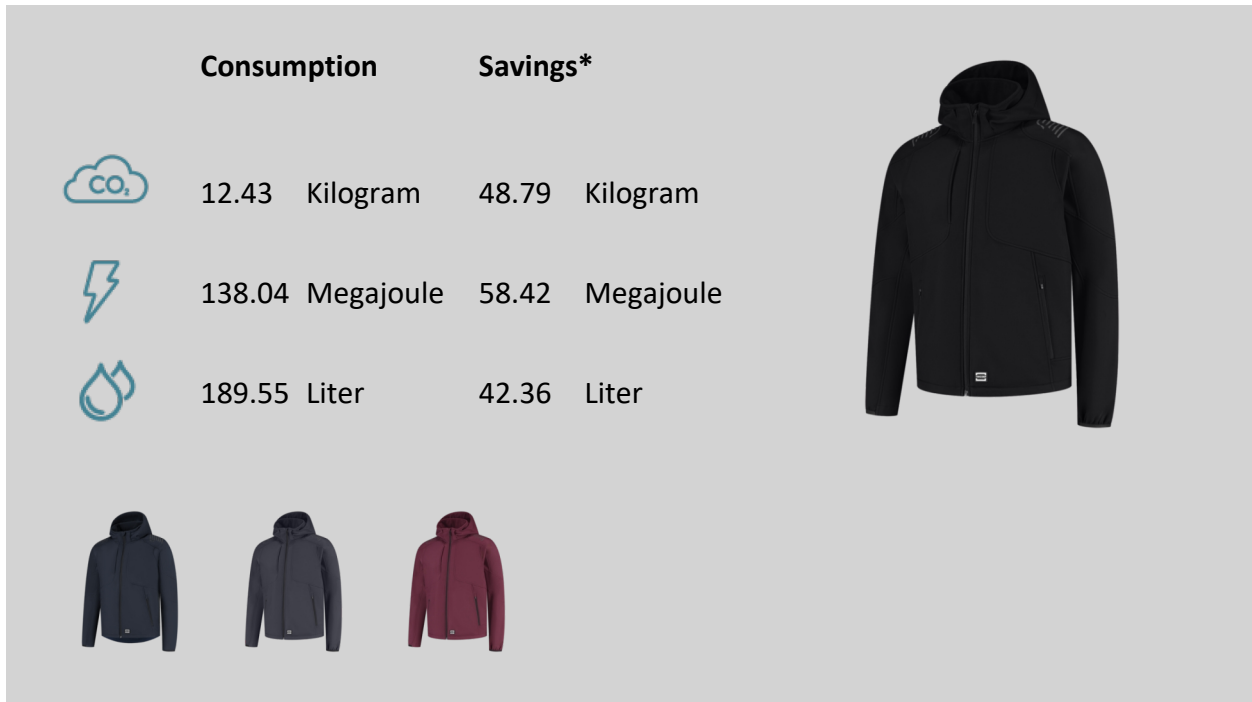 Consumption Savings*
CO₂
12.43 Kilogram 48.79 Kilogram
138.04 Megajoule 58.42 Megajoule
189.55 Liter 42.36 Liter